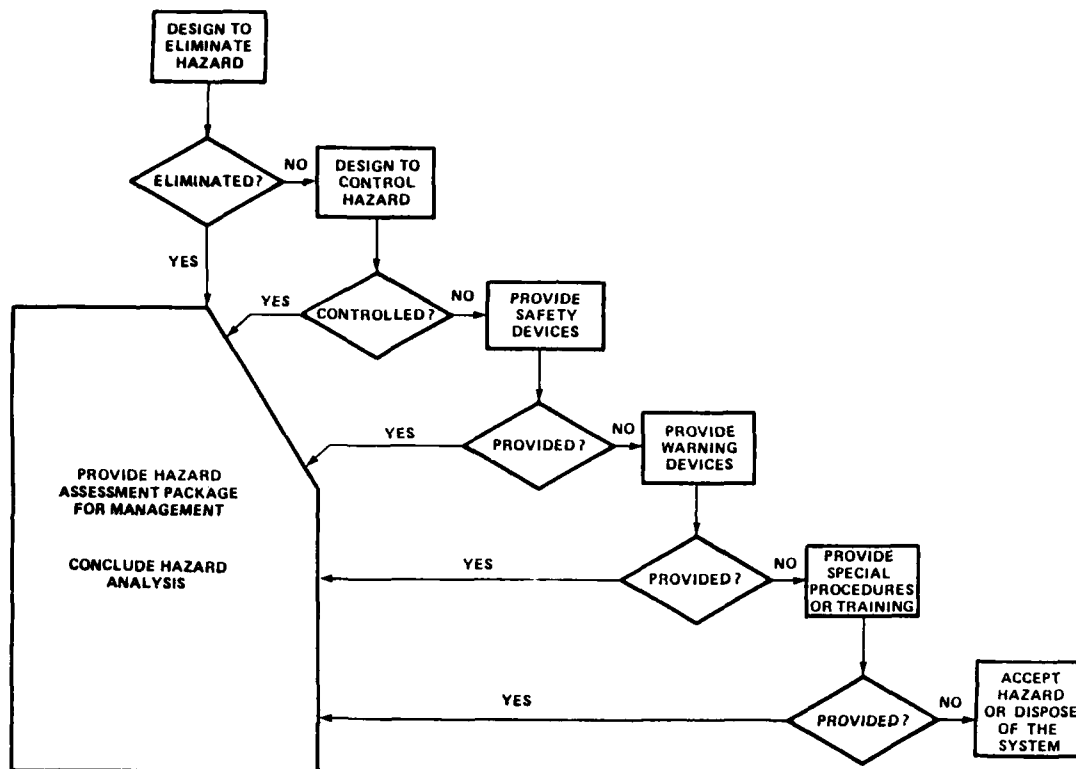 DESIGN TO
ELIMINATE
HAZARD
ELIMINATED?
NO
DESIGN TO
CONTROL
HAZARD
YES
CONTROLLED?
YES
NO
PROVIDE
SAFETY
DEVICES
PROVIDED?
YES
NO
PROVIDE
WARNING
DEVICES
PROVIDE HAZARD
ASSESSMENT PACKAGE
FOR MANAGEMENT
CONCLUDE HAZARD
ANALYSIS
PROVIDED?
YES
NO
PROVIDE
SPECIAL
PROCEDURES
OR TRAINING
PROVIDED?
YES
NO
ACCEPT
HAZARD
OR DISPOSE
OF THE
SYSTEM